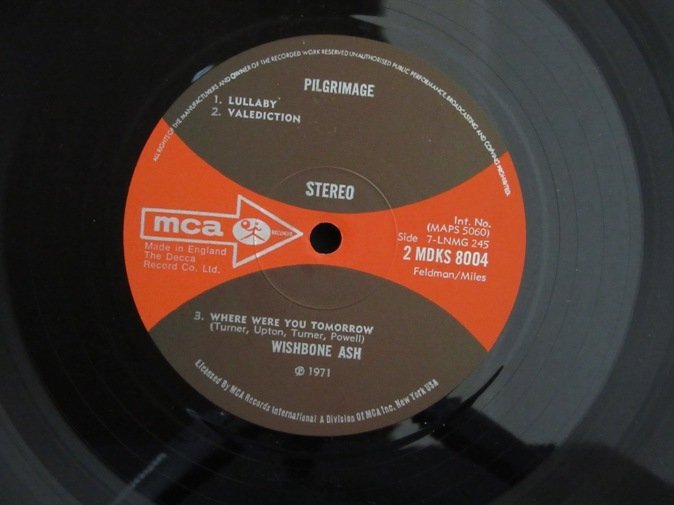 ALL RIGHTS OF THE MANUFACTURERS AND OWNER OF THE RECORDED WORK RESERVED UNAUTHORISED PUBLIC PERFORMANCE, BROADCASTING AND COPYING PROHIBITED
PILGRIMAGE
1. LULLABY
2. VALEDICTION
STEREO
mca
RECORDS
Made in England
The Decca
Record Co. Ltd.
Int. No.
(MAPS 5060)
Side 7-LNMG 245
2 MDKS 8004
Feldman/Miles
3. WHERE WERE YOU TOMORROW
(Turner, Upton, Turner, Powell)
WISHBONE ASH
℗ 1971
Licensed By MCA Records International A Division Of MCA Inc. New York USA